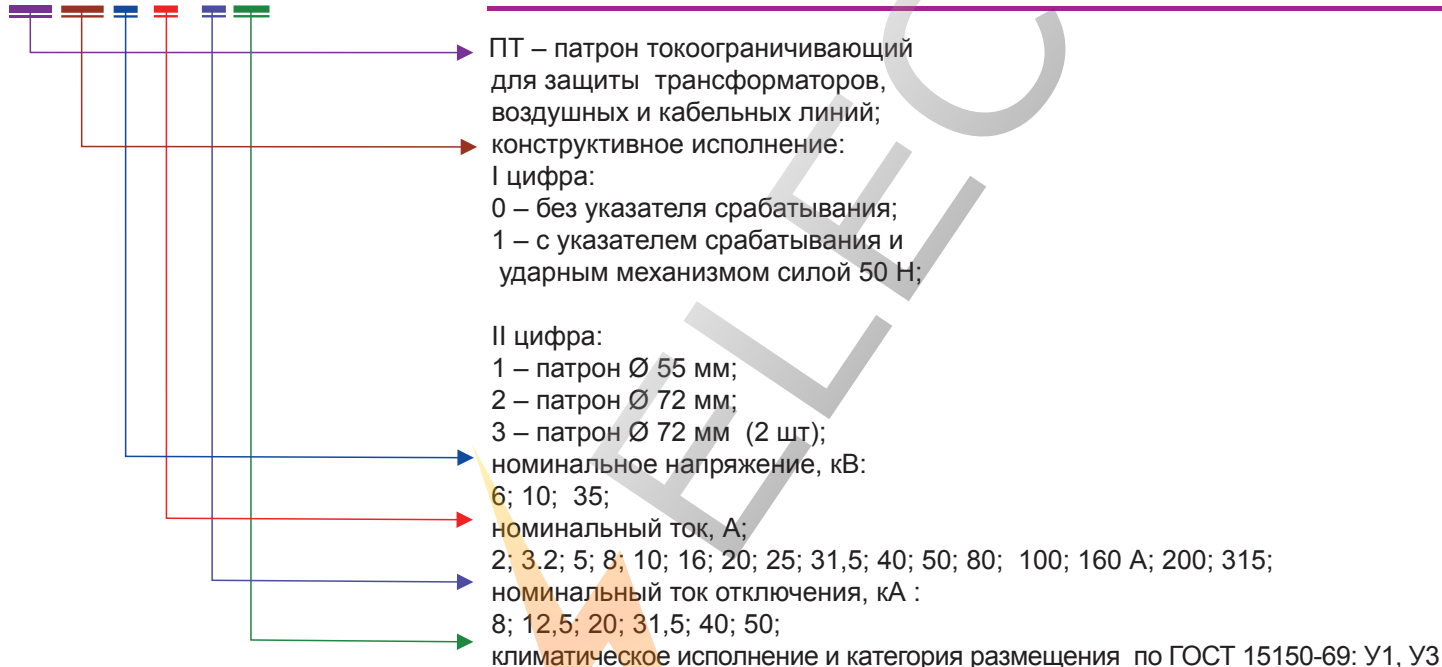 ПТ – патрон токоограничивающий
для защиты трансформаторов,
воздушных и кабельных линий;
конструктивное исполнение:
I цифра:
0 – без указателя срабатывания;
1 – с указателем срабатывания и
ударным механизмом силой 50 Н;
II цифра:
1 – патрон Ø 55 мм;
2 – патрон Ø 72 мм;
3 – патрон Ø 72 мм (2 шт);
номинальное напряжение, кВ:
6; 10; 35;
номинальный ток, А;
2; 3.2; 5; 8; 10; 16; 20; 25; 31,5; 40; 50; 80; 100; 160 А; 200; 315;
номинальный ток отключения, кА :
8; 12,5; 20; 31,5; 40; 50;
климатическое исполнение и категория размещения по ГОСТ 15150-69: У1, У3
ELEC